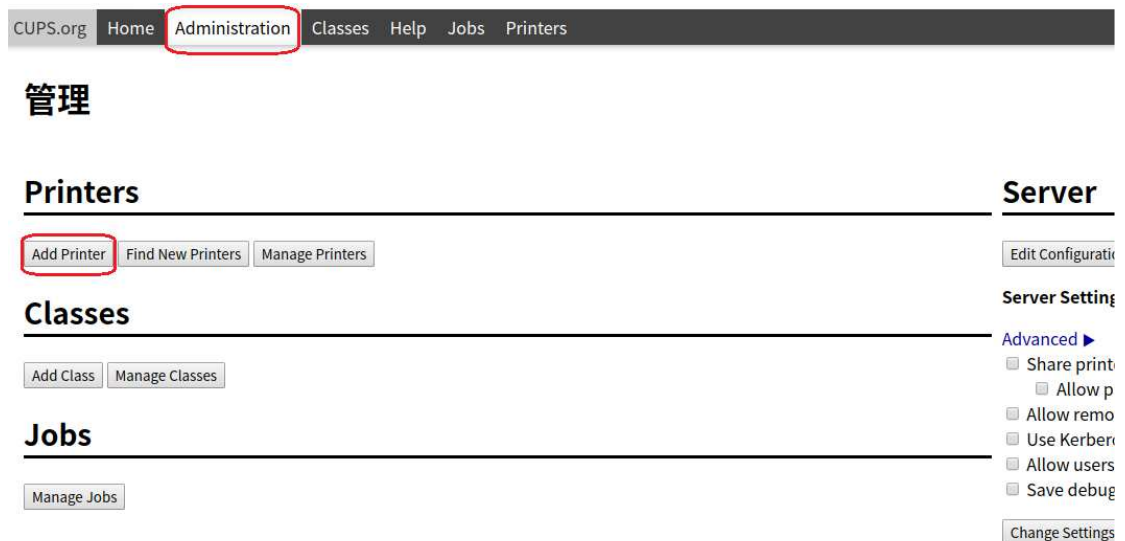 CUPS.org Home Administration Classes Help Jobs Printers
管理
Printers
Add Printer Find New Printers Manage Printers
Classes
Add Class Manage Classes
Jobs
Manage Jobs
Server
Edit
Server
Advanced ▶
Share
Allow
Allow
Use
Allow users
Save debug
Change Settings